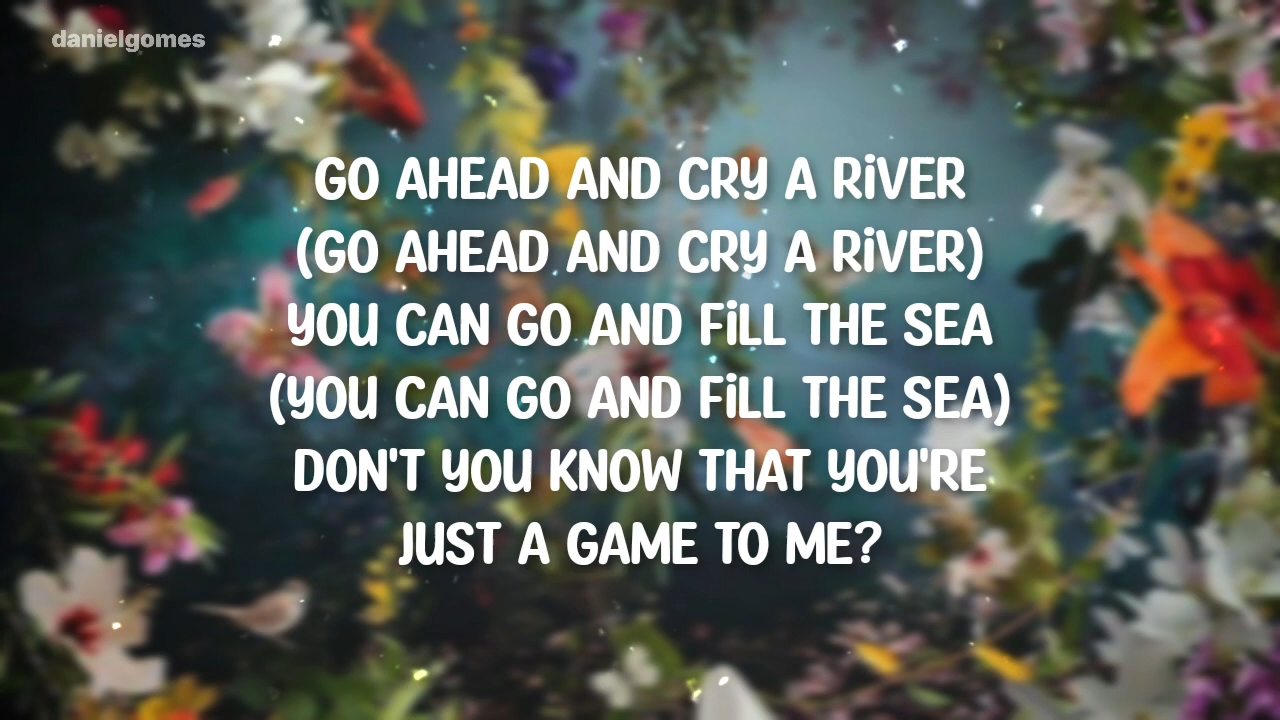 danielgomes
GO AHEAD AND CRY A RiVER
(GO AHEAD AND CRY A RiVER)
YOU CAN GO AND FiLL THE SEA
(YOU CAN GO AND FiLL THE SEA)
DON'T YOU KNOW THAT YOU'RE
JUST A GAME TO ME?